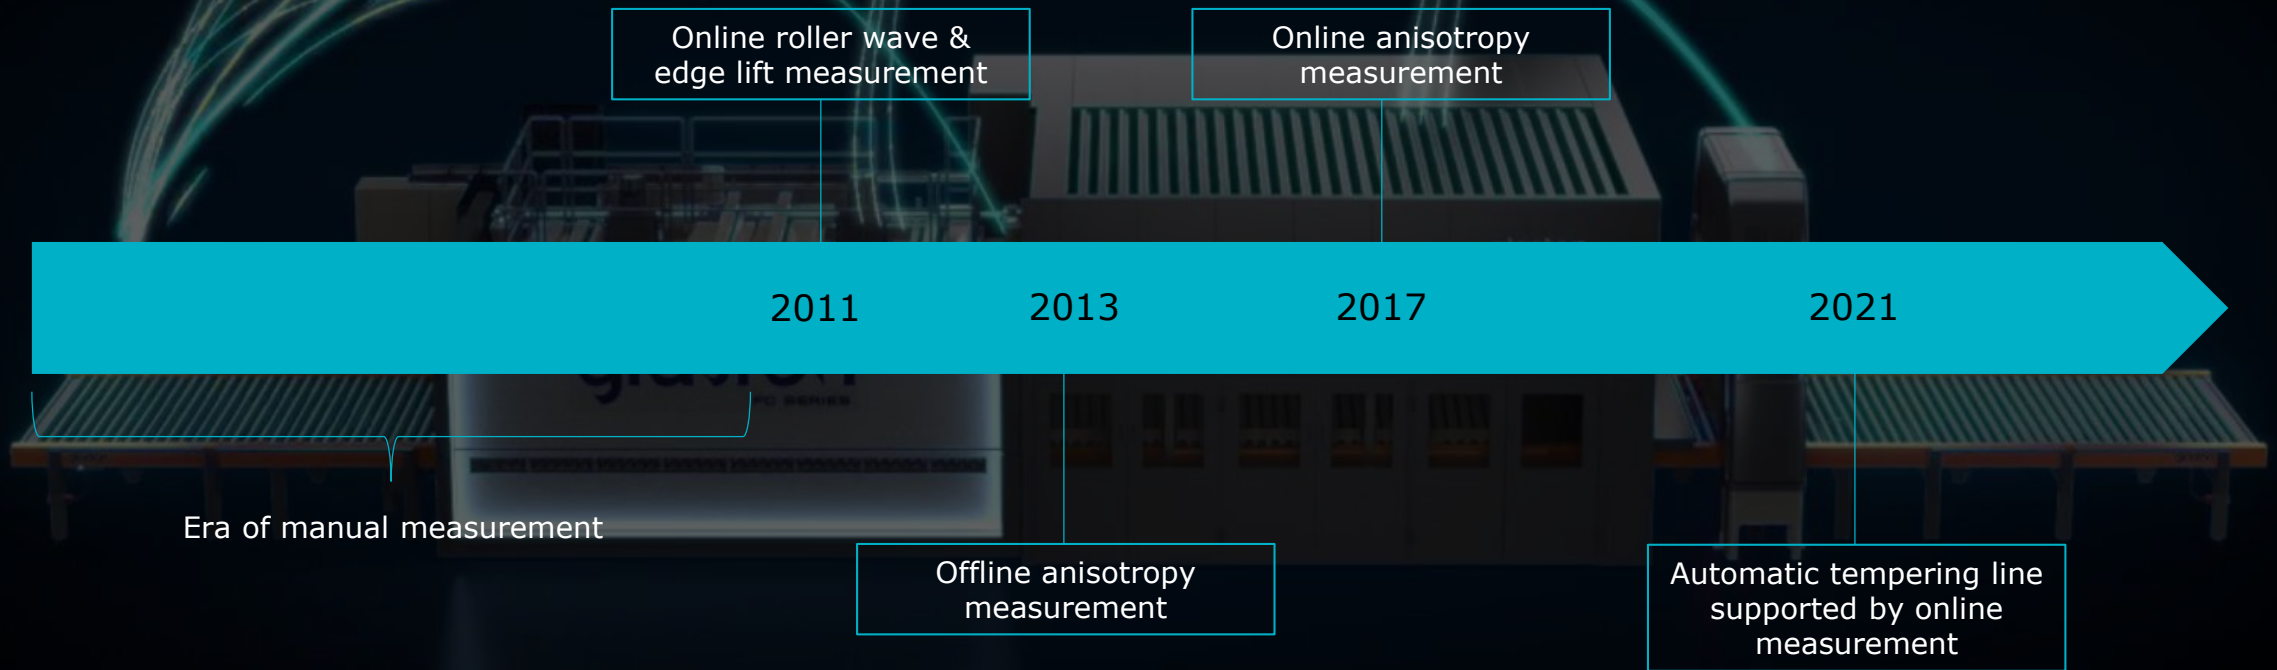 Online roller wave &
edge lift measurement
Online anisotropy
measurement
2011
2013
2017
2021
Era of manual measurement
Offline anisotropy
measurement
Automatic tempering line
supported by online
measurement